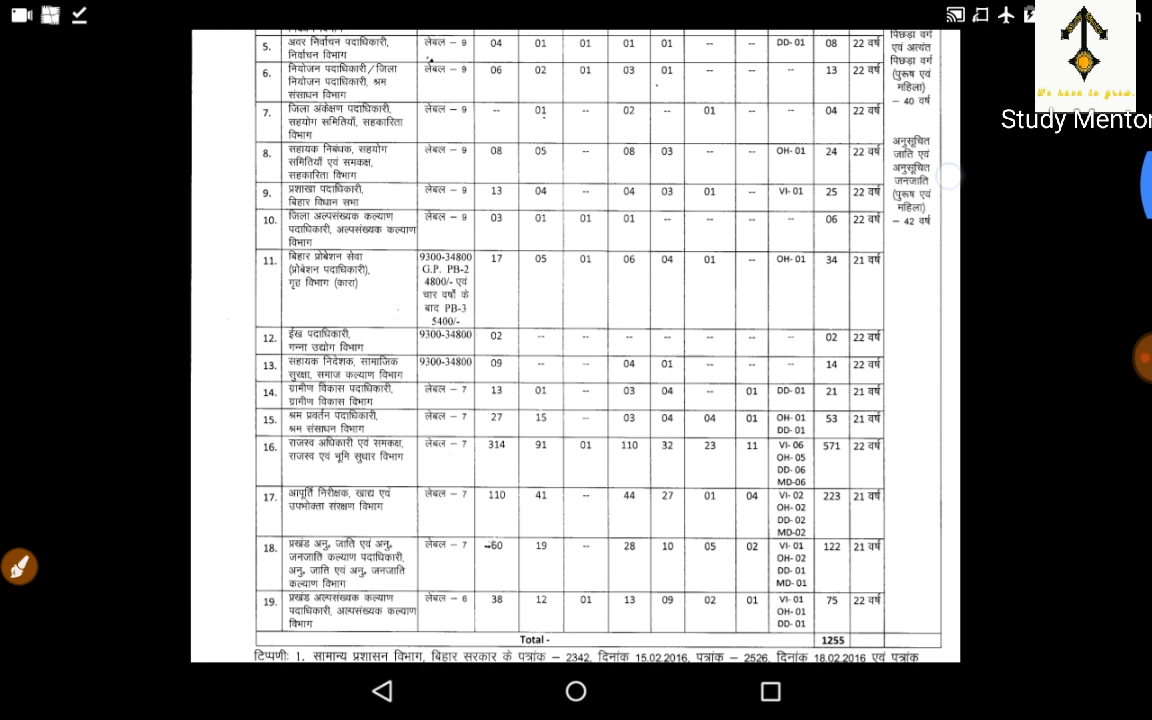 5. अवर निर्वाचन पदाधिकारी, लेबल – 9 04 01 01 01 01 -- -- DD- 01 08 22 वर्ष
निर्वाचन विभाग
6. नियोजन पदाधिकारी/जिला लेबल – 9 06 02 01 03 01 -- -- -- 13 22 वर्ष
नियोजन पदाधिकारी, श्रम
संसाधन विभाग
7. जिला अंकेक्षण पदाधिकारी, लेबल – 9 -- 01 -- 02 -- 01 -- -- 04 22 वर्ष
सहयोग समितियाँ, सहकारिता
विभाग
8. सहायक निबंधक, सहयोग लेबल – 9 08 05 -- 08 03 -- -- OH- 01 24 22 वर्ष
समितियाँ एवं समकक्ष,
सहकारिता विभाग
9. प्रशाखा पदाधिकारी, लेबल – 9 13 04 -- 04 03 01 -- VI- 01 25 22 वर्ष
बिहार विधान सभा
10. जिला अल्पसंख्यक कल्याण लेबल – 9 03 01 01 01 -- -- -- -- 06 22 वर्ष
पदाधिकारी, अल्पसंख्यक कल्याण
विभाग
11. बिहार प्रोबेशन सेवा 9300-34800 17 05 01 06 04 01 -- OH- 01 34 21 वर्ष
(प्रोबेशन पदाधिकारी), G.P. PB-2
गृह विभाग (कारा) 4800/- एवं
चार वर्षों के
बाद PB-3
5400/-
12. ईख पदाधिकारी, 9300-34800 02 -- -- -- -- -- -- -- 02 22 वर्ष
गन्ना उद्योग विभाग
13. सहायक निदेशक, सामाजिक 9300-34800 09 -- -- 04 01 -- -- -- 14 22 वर्ष
सुरक्षा, समाज कल्याण विभाग
14. ग्रामीण विकास पदाधिकारी, लेबल – 7 13 01 -- 03 04 -- 01 DD- 01 21 21 वर्ष
ग्रामीण विकास विभाग
15. श्रम प्रवर्तन पदाधिकारी, लेबल – 7 27 15 -- 03 04 04 01 OH- 01 53 21 वर्ष
श्रम संसाधन विभाग DD- 01
16. राजस्व अधिकारी एवं समकक्ष, लेबल – 7 314 91 01 110 32 23 11 VI- 06 571 22 वर्ष
राजस्व एवं भूमि सुधार विभाग OH- 05
DD- 06
MD-06
17. आपूर्ति निरीक्षक, खाद्य एवं लेबल – 7 110 41 -- 44 27 01 04 VI- 02 223 21 वर्ष
उपभोक्ता संरक्षण विभाग OH- 02
DD- 02
MD-02
18. प्रखंड अनु॰ जाति एवं अनु॰ लेबल – 7 60 19 -- 28 10 05 02 VI- 01 122 21 वर्ष
जनजाति कल्याण पदाधिकारी, OH- 02
अनु॰ जाति एवं अनु॰ जनजाति DD- 01
कल्याण विभाग MD- 01
19. प्रखंड अल्पसंख्यक कल्याण लेबल – 6 38 12 01 13 09 02 01 VI- 01 75 22 वर्ष
पदाधिकारी, अल्पसंख्यक कल्याण OH- 01
विभाग DD- 01
Total - 1255
टिप्पणीः 1. सामान्य प्रशासन विभाग, बिहार सरकार के पत्रांक – 2342, दिनांक 15.02.2016, पत्रांक – 2526, दिनांक 18.02.2016 एवं पत्रांक
पिछड़ा वर्ग
एवं अत्यंत
पिछड़ा वर्ग
(पुरूष एवं
महिला)
– 40 वर्ष
अनुसूचित
जाति एवं
अनुसूचित
जनजाति
(पुरूष एवं
महिला)
– 42 वर्ष
We have to grow.
Study Mentor